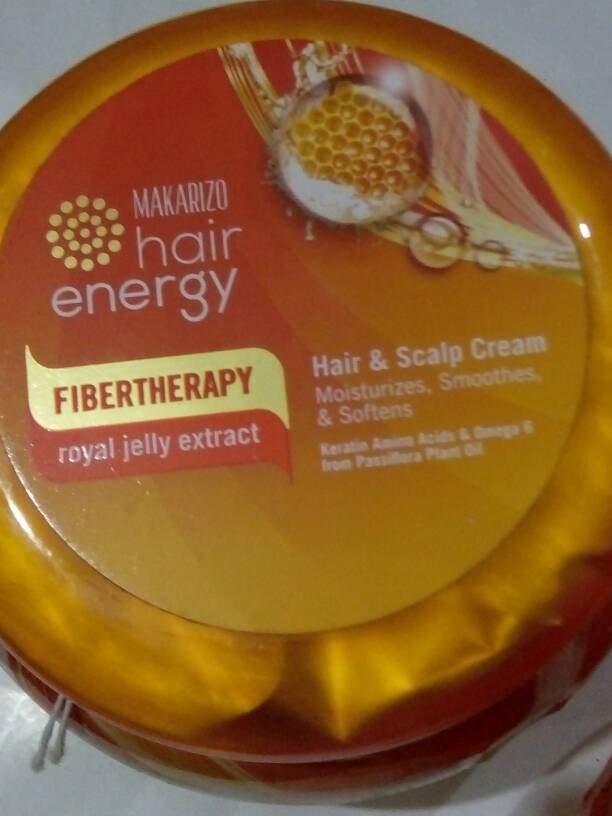 MAKARIZO
hair
energy
FIBERTHERAPY
royal jelly extract
Hair & Scalp Cream
Moisturizes, Smoothes,
& Softens
Keratin Amino Acids & Omega 6
from Passiflora Plant Oil